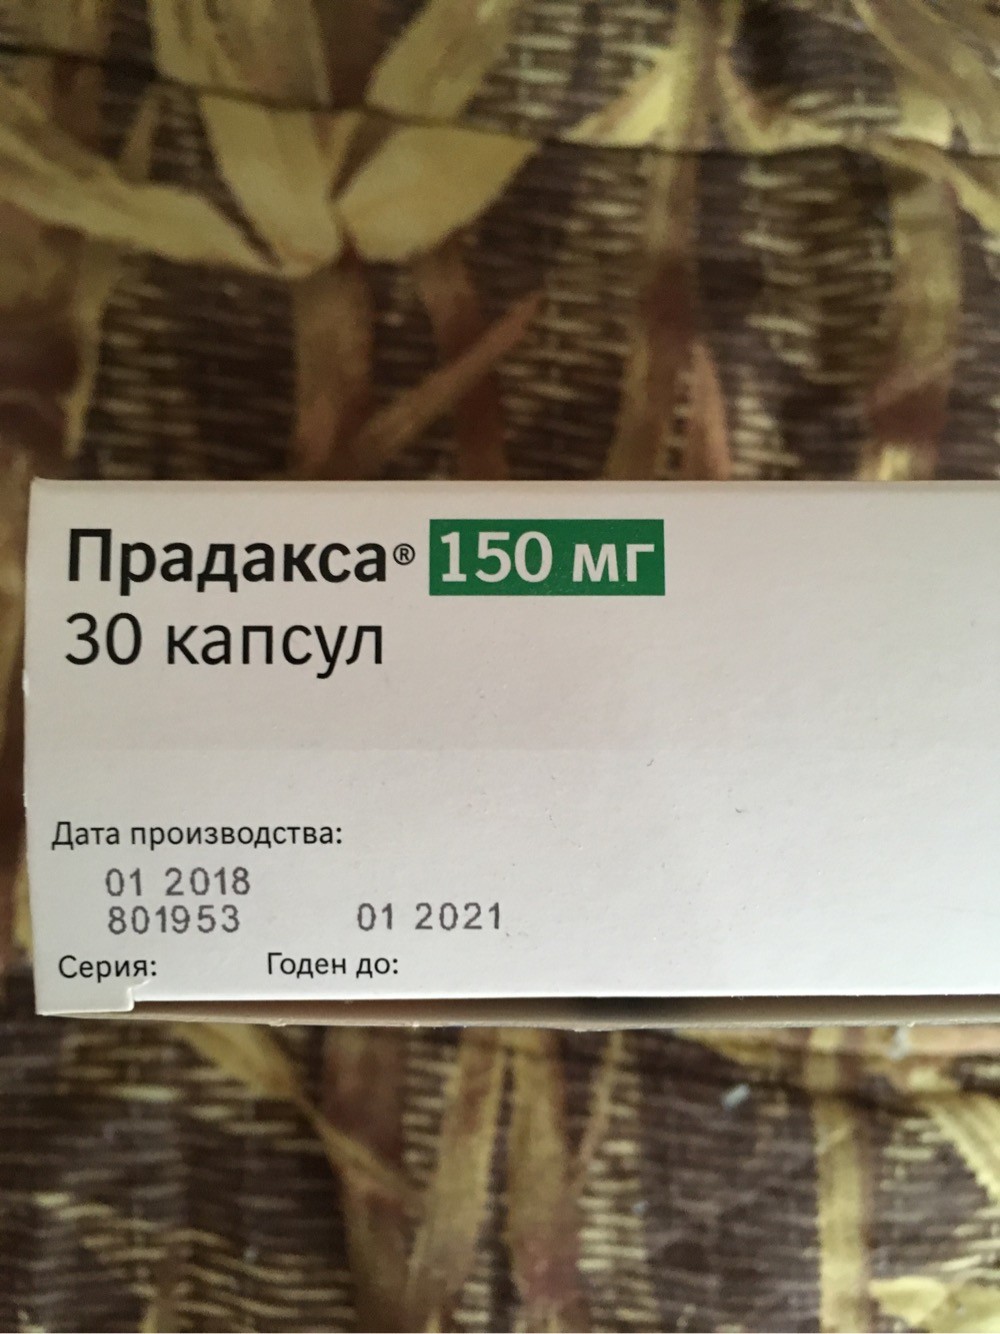 Прадакса® 150 мг
30 капсул
Дата производства:
01 2018
801953 01 2021
Серия: Годен до: